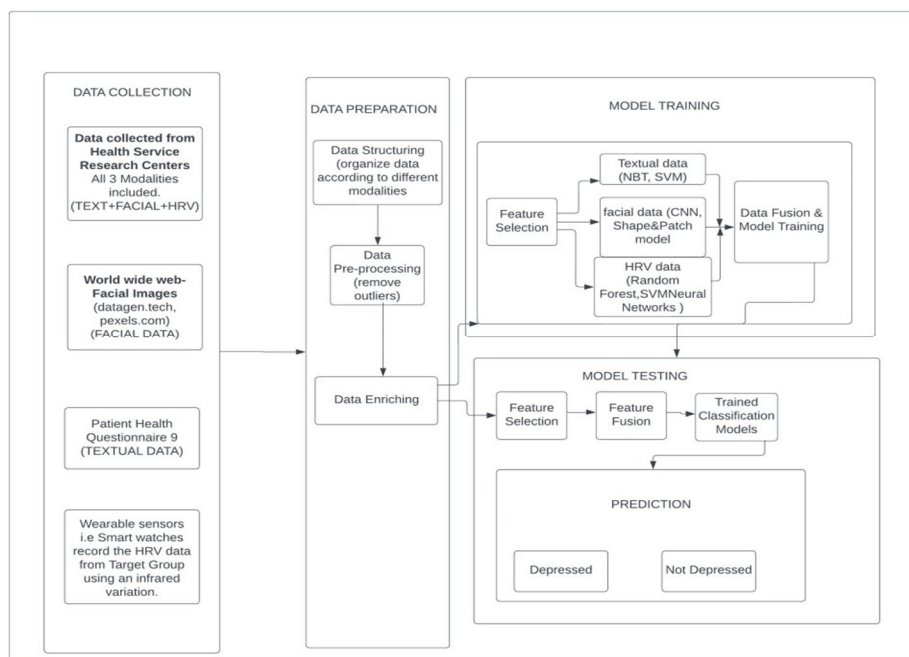 DATA COLLECTION
Data collected from
Health Service
Research Centers
All 3 Modalities
included.
(TEXT+FACIAL+HRV)
World wide web-
Facial Images
(datagen.tech,
pexels.com)
(FACIAL DATA)
Patient Health
Questionnaire 9
(TEXTUAL DATA)
Wearable sensors
i.e Smart watches
record the HRV data
from Target Group
using an infrared
variation.
DATA PREPARATION
Data Structuring
(organize data
according to different
modalities
Data
Pre-processing
(remove
outliers)
Data Enriching
MODEL TRAINING
Feature
Selection
Textual data
(NBT, SVM)
facial data (CNN,
Shape&Patch
model
HRV data
(Random
Forest,SVMNeural
Networks )
Data Fusion &
Model Training
MODEL TESTING
Feature
Selection
Feature
Fusion
Trained
Classification
Models
PREDICTION
Depressed
Not Depressed